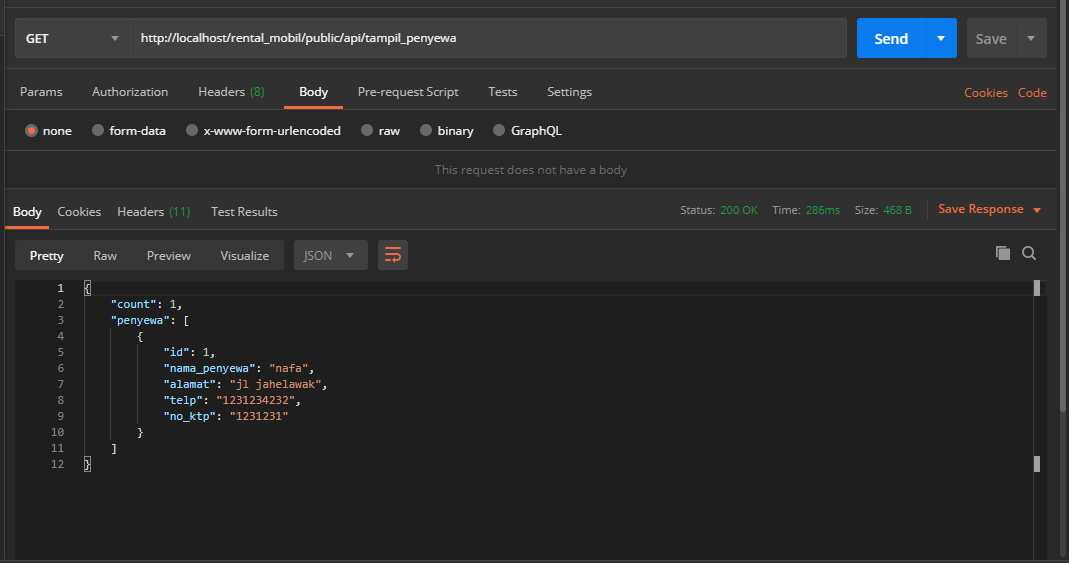 GET http://localhost/rental_mobil/public/api/tampil_penyewa Send Save
Params Authorization Headers (8) Body Pre-request Script Tests Settings Cookies Code
none form-data x-www-form-urlencoded raw binary GraphQL
This request does not have a body
Body Cookies Headers (11) Test Results Status: 200 OK Time: 286ms Size: 468 B Save Response
Pretty Raw Preview Visualize JSON
1 {
2 "count": 1,
3 "penyewa": [
4 {
5 "id": 1,
6 "nama_penyewa": "nafa",
7 "alamat": "jl jahelawak",
8 "telp": "1231234232",
9 "no_ktp": "1231231"
10 }
11 ]
12 }